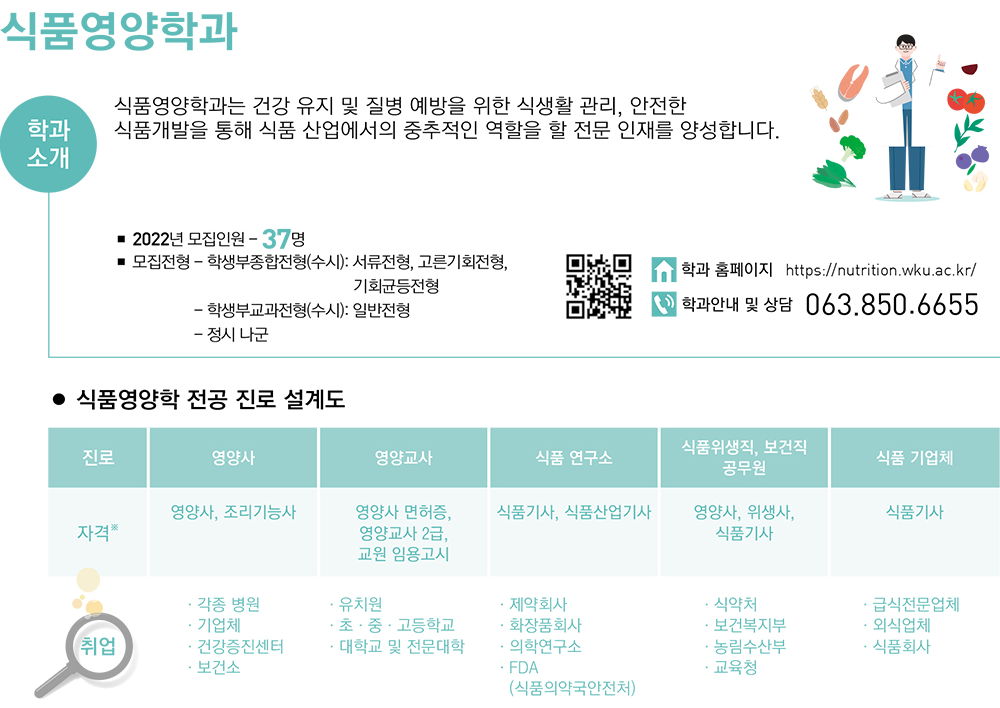 식품영양학과
학과
소개
식품영양학과는 건강 유지 및 질병 예방을 위한 식생활 관리, 안전한
식품개발을 통해 식품 산업에서의 중추적인 역할을 할 전문 인재를 양성합니다.
■ 2022년 모집인원 – 37명
■ 모집전형 – 학생부종합전형(수시): 서류전형, 고른기회전형,
기회균등전형
– 학생부교과전형(수시): 일반전형
– 정시 나군
학과 홈페이지 https://nutrition.wku.ac.kr/
학과안내 및 상담 063.850.6655
● 식품영양학 전공 진로 설계도
진로
영양사
영양교사
식품 연구소
식품위생직, 보건직
공무원
식품 기업체
자격※
영양사, 조리기능사
영양사 면허증,
영양교사 2급,
교원 임용고시
식품기사, 식품산업기사
영양사, 위생사,
식품기사
식품기사
취업
· 각종 병원
· 기업체
· 건강증진센터
· 보건소
· 유치원
· 초 · 중 · 고등학교
· 대학교 및 전문대학
· 제약회사
· 화장품회사
· 의학연구소
· FDA
(식품의약국안전처)
· 식약처
· 보건복지부
· 농림수산부
· 교육청
· 급식전문업체
· 외식업체
· 식품회사